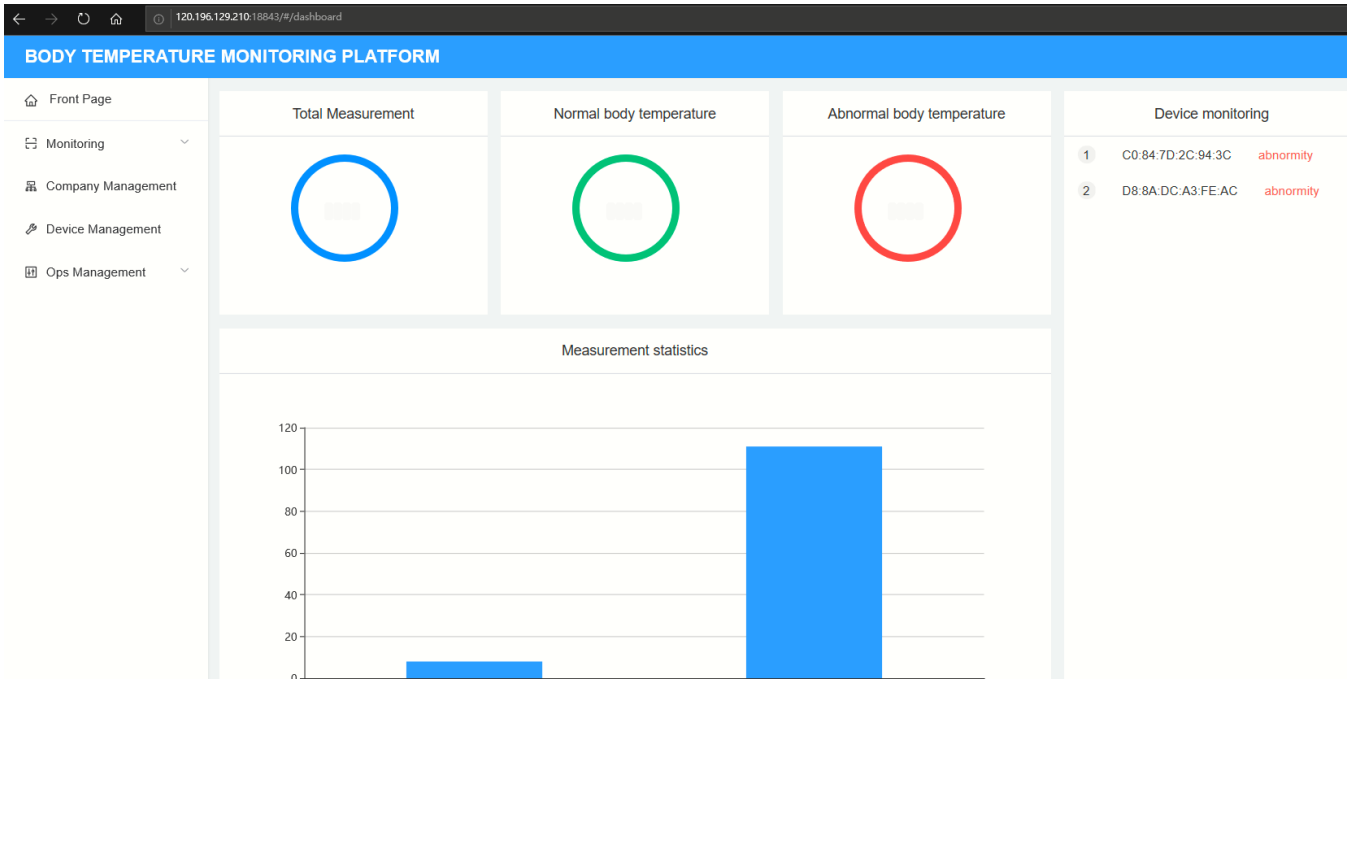 120.196.129.210:18843/#/dashboard
BODY TEMPERATURE MONITORING PLATFORM
Front Page
Monitoring
Company Management
Device Management
Ops Management
Total Measurement
Normal body temperature
Abnormal body temperature
Device monitoring
1 C0:84:7D:2C:94:3C abnormity
2 D8:8A:DC:A3:FE:AC abnormity
Measurement statistics
120
100
80
60
40
20
0